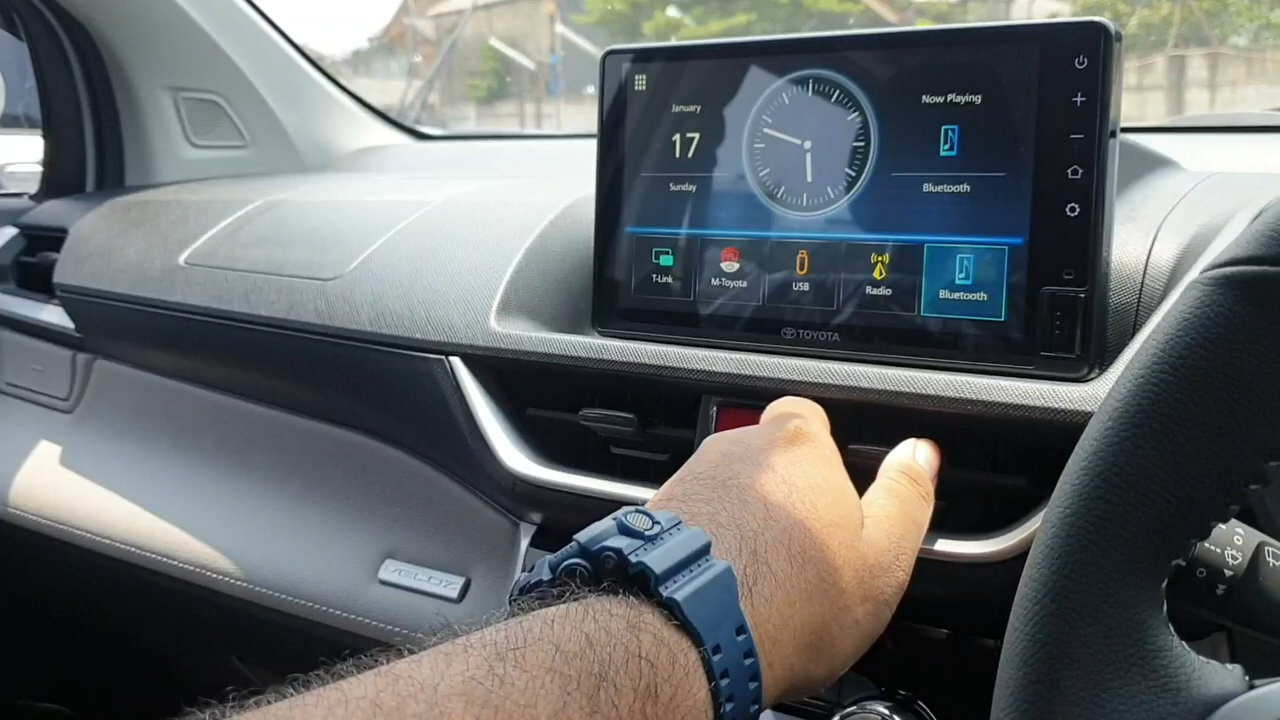 January
17
Sunday
Now Playing
Bluetooth
T-Link
M-Toyota
USB
Radio
Bluetooth
TOYOTA
VELOZ